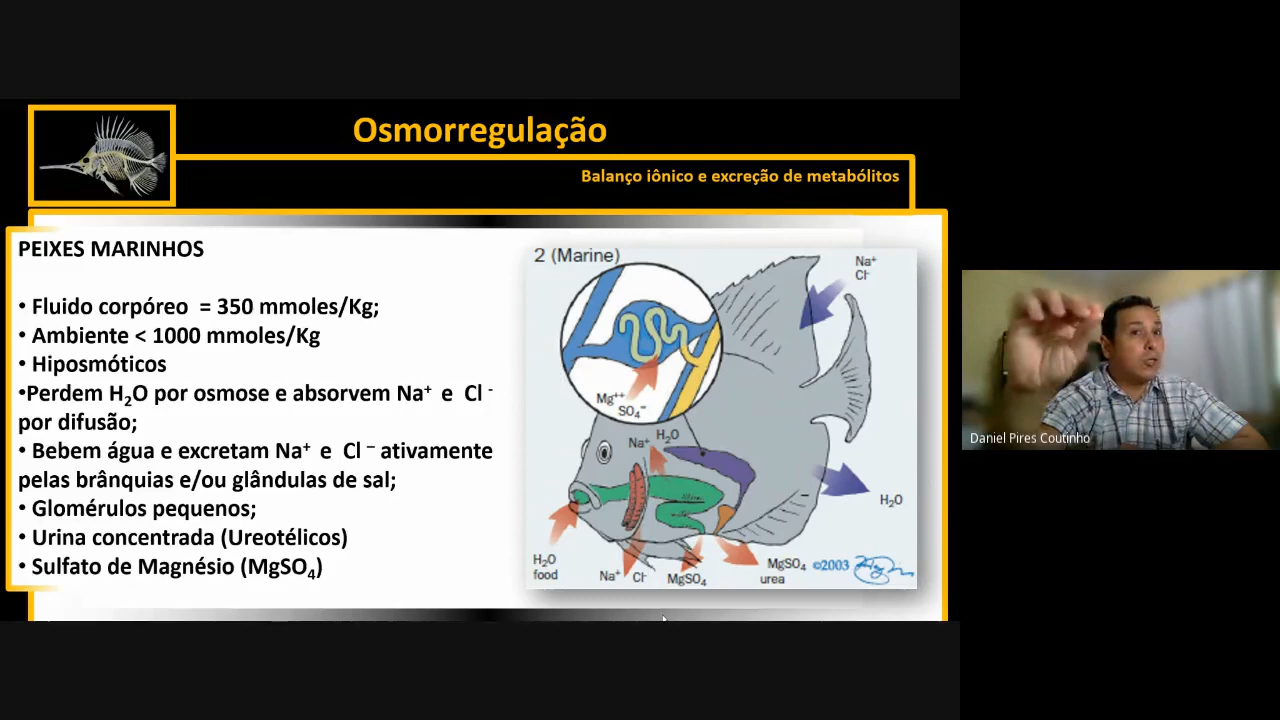 Osmorregulação
Balanço iônico e excreção de metabólitos
PEIXES MARINHOS
• Fluido corpóreo = 350 mmoles/Kg;
• Ambiente < 1000 mmoles/Kg
• Hiposmóticos
•Perdem H₂O por osmose e absorvem Na⁺ e Cl ⁻
por difusão;
• Bebem água e excretam Na⁺ e Cl ⁻ ativamente
pelas brânquias e/ou glândulas de sal;
• Glomérulos pequenos;
• Urina concentrada (Ureotélicos)
• Sulfato de Magnésio (MgSO₄)
2 (Marine)
Na⁺
Cl⁻
Mg⁺⁺
SO₄⁻
Na⁺ H₂O
H₂O
H₂O
food
Na⁺ Cl⁻
MgSO₄
MgSO₄
urea
©2003
Daniel Pires Coutinho